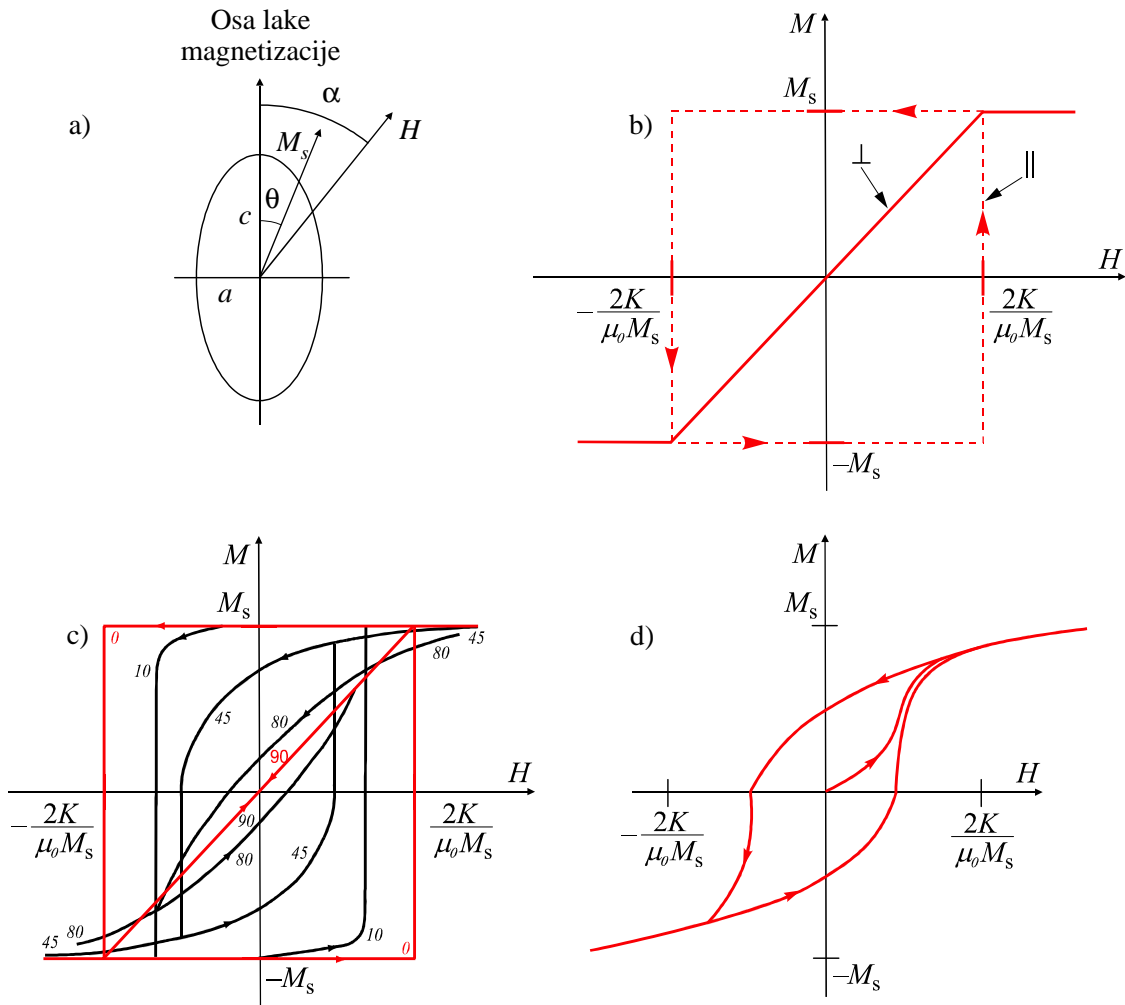 Osa lake
magnetizacije
a)
α
H
M_s
θ
c
a
b)
M
M_s
⊥
||
H
-2K/μ₀M_s
2K/μ₀M_s
-M_s
c)
M
M_s
0
10
45
80
45
80
90
H
-2K/μ₀M_s
2K/μ₀M_s
90
80
45
80
45
10
0
-M_s
d)
M
M_s
H
-2K/μ₀M_s
2K/μ₀M_s
-M_s